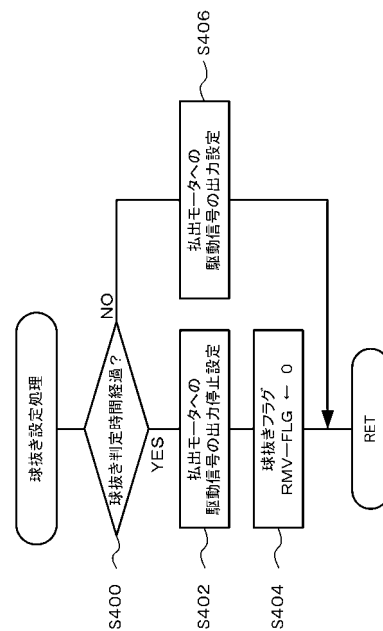 球抜き設定処理
S400
球抜き判定時間経過?
NO
YES
S402
払出モータへの
駆動信号の出力停止設定
払出モータへの
駆動信号の出力設定
S406
S404
球抜きフラグ
RMV−FLG ← 0
RET